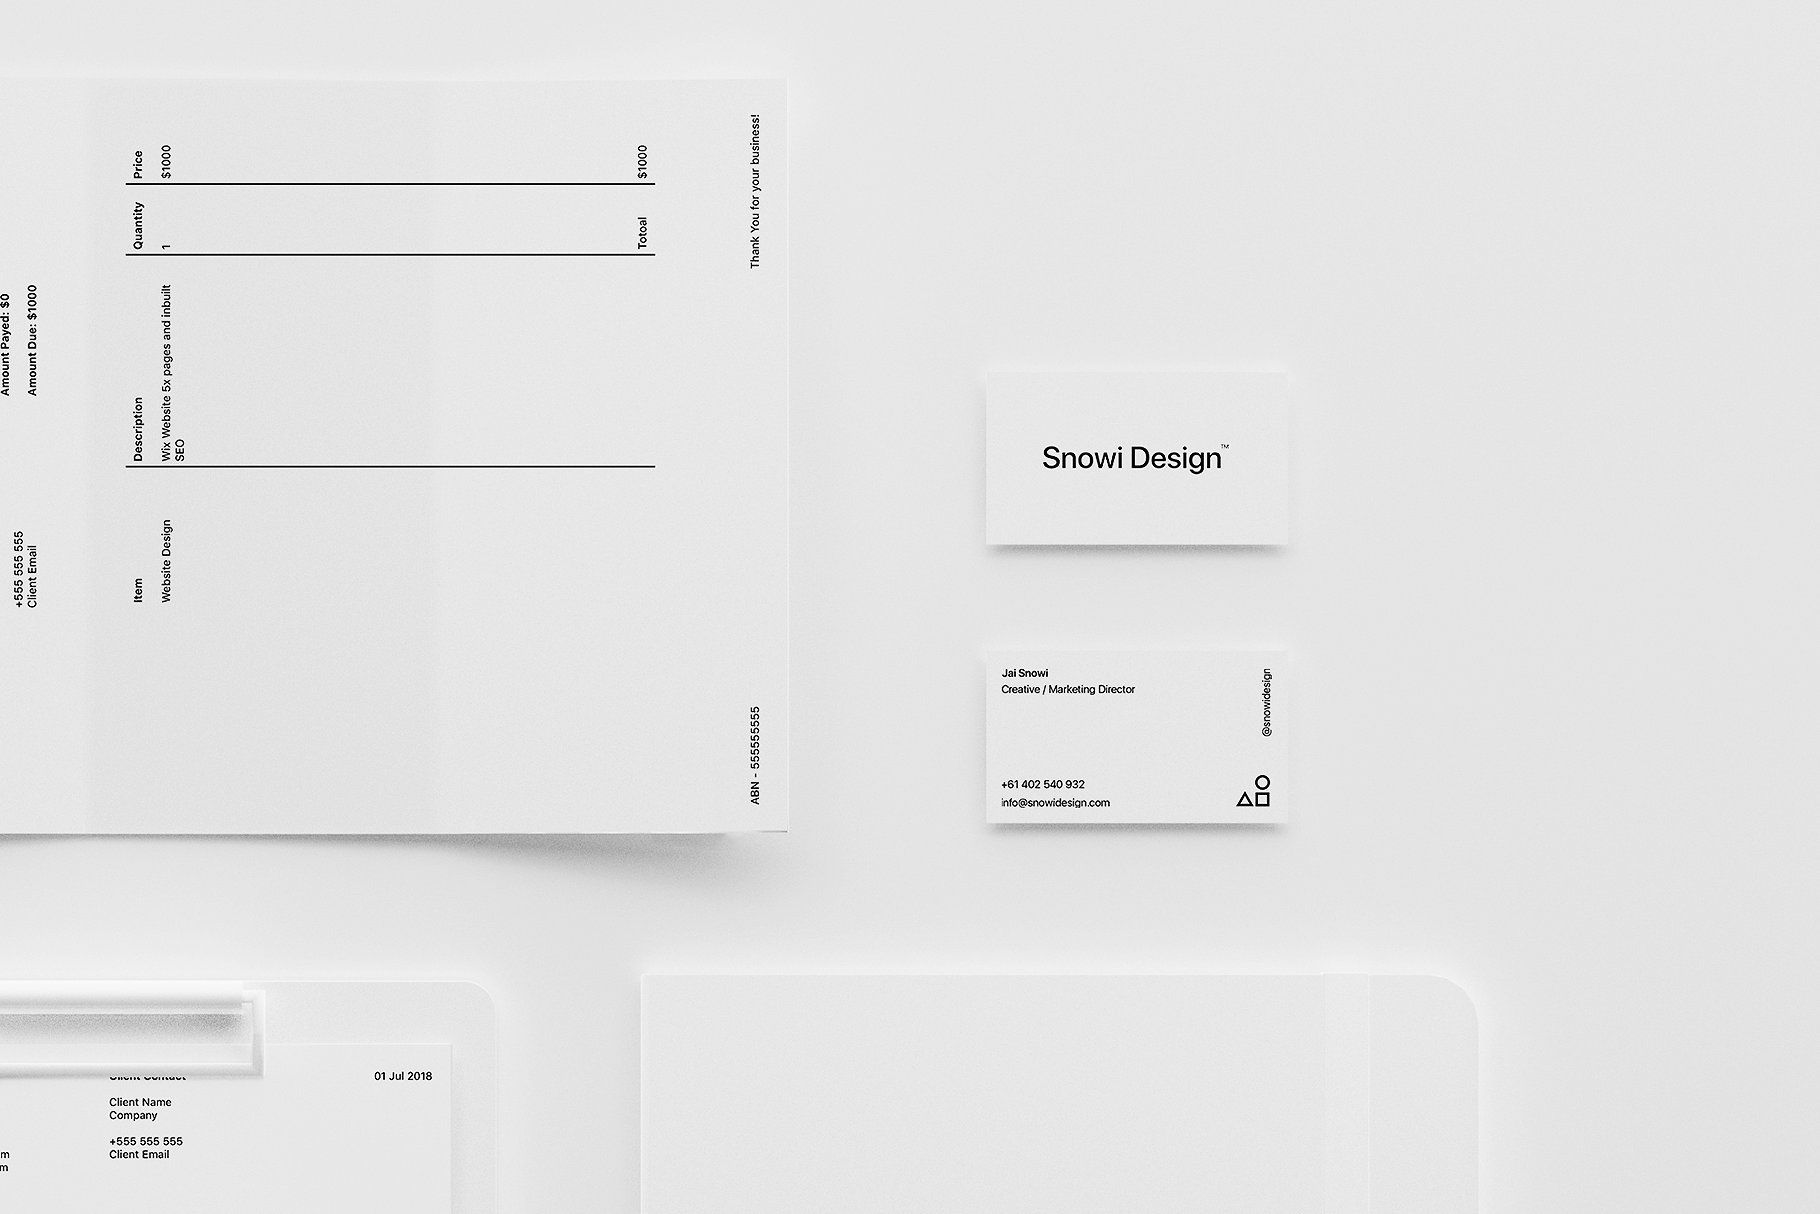 Amount Payed: $0
Amount Due: $1000
+555 5555 555
Client Email
Item
Description
Quantity
Price
Website Design
Wix Website 5x pages and inbuilt
SEO
1
$1000
Totoal
$1000
ABN - 5555555555
Thank You for your business!
Snowi Design™
Jai Snowi
Creative / Marketing Director
@snowidesign
+61 402 540 932
info@snowidesign.com
Client Contact
01 Jul 2018
Client Name
Company
+555 555 555
Client Email